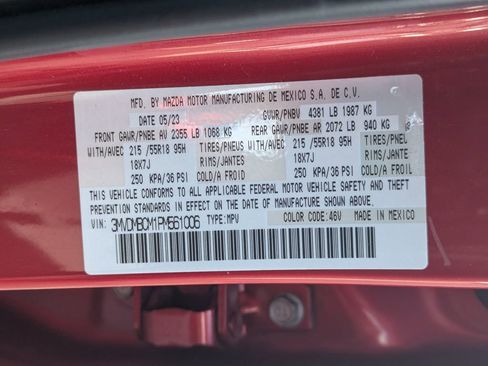 MFD. BY MAZDA MOTOR MANUFACTURING DE MEXICO S.A. DE C.V.
DATE 05/23 GVWR/PNBV 4381 LB 1987 KG
FRONT GAWR/PNBE AV 2355 LB 1068 KG REAR GAWR/PNBE AR 2072 LB 940 KG
WITH/AVEC 215/55R18 95H TIRES/PNEU WITH/AVEC 215/55R18 95H TIRES/PNEU
18X7J RIMS/JANTES 18X7J RIMS/JANTES
250 KPA/36 PSI COLD/A FROID 250 KPA/36 PSI COLD/A FROID
THIS VEHICLE CONFORMS TO ALL APPLICABLE FEDERAL MOTOR VEHICLE SAFETY AND THEFT
PREVENTION STANDARDS IN EFFECT ON THE DATE OF MANUFACTURE SHOWN ABOVE.
VIN: 3MVDMBCM1PM561006 TYPE:MPV COLOR CODE:46V MADE IN MEXICO